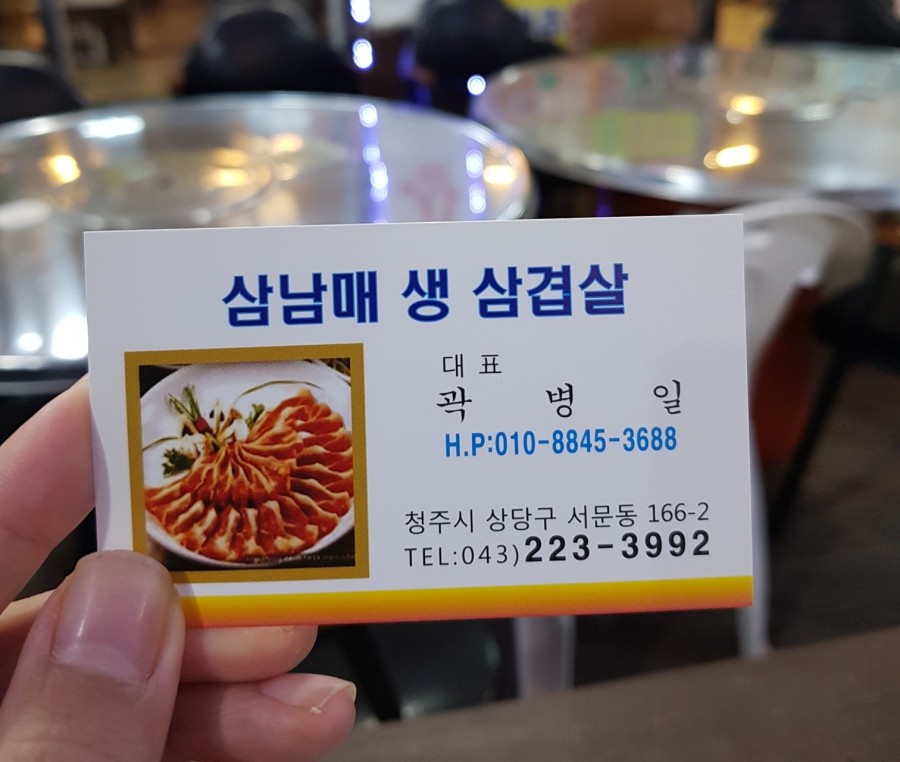 삼남매 생 삼겹살
대 표
곽 병 일
H.P:010-8845-3688
청주시 상당구 서문동 166-2
TEL:043)223-3992